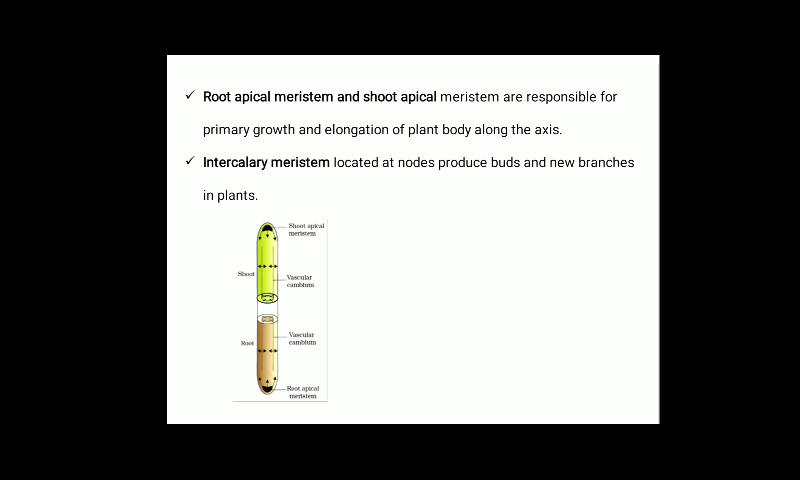 ✓ Root apical meristem and shoot apical meristem are responsible for
primary growth and elongation of plant body along the axis.
✓ Intercalary meristem located at nodes produce buds and new branches
in plants.
Shoot apical
meristem
Shoot
Vascular
cambium
Vascular
cambium
Root
Root apical
meristem